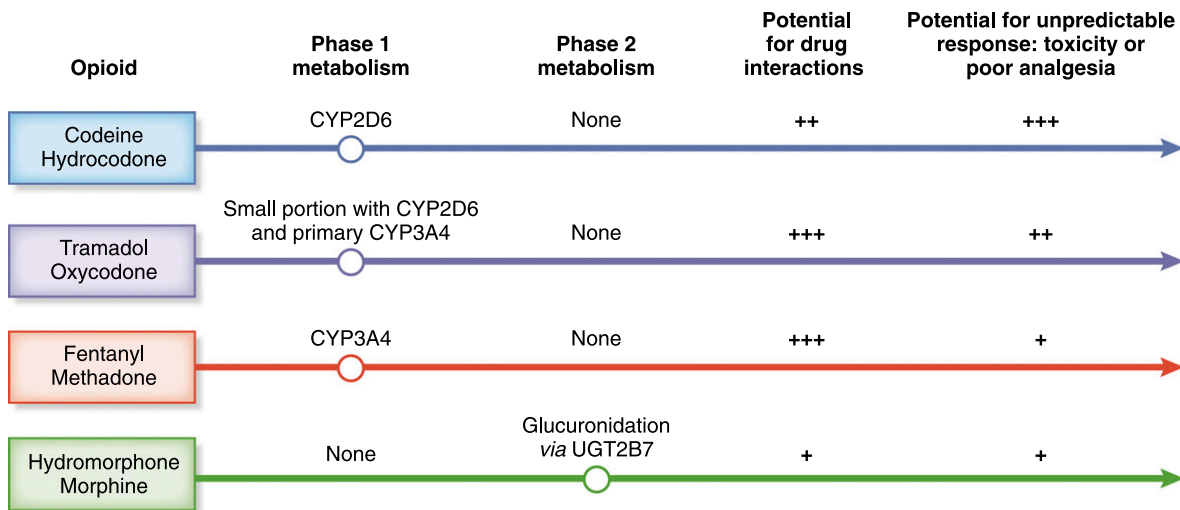 Opioid
Phase 1
metabolism
Phase 2
metabolism
Potential
for drug
interactions
Potential for unpredictable
response: toxicity or
poor analgesia
Codeine
Hydrocodone
CYP2D6
None
++
+++
Tramadol
Oxycodone
Small portion with CYP2D6
and primary CYP3A4
None
+++
++
Fentanyl
Methadone
CYP3A4
None
+++
+
Hydromorphone
Morphine
None
Glucuronidation
via UGT2B7
+
+